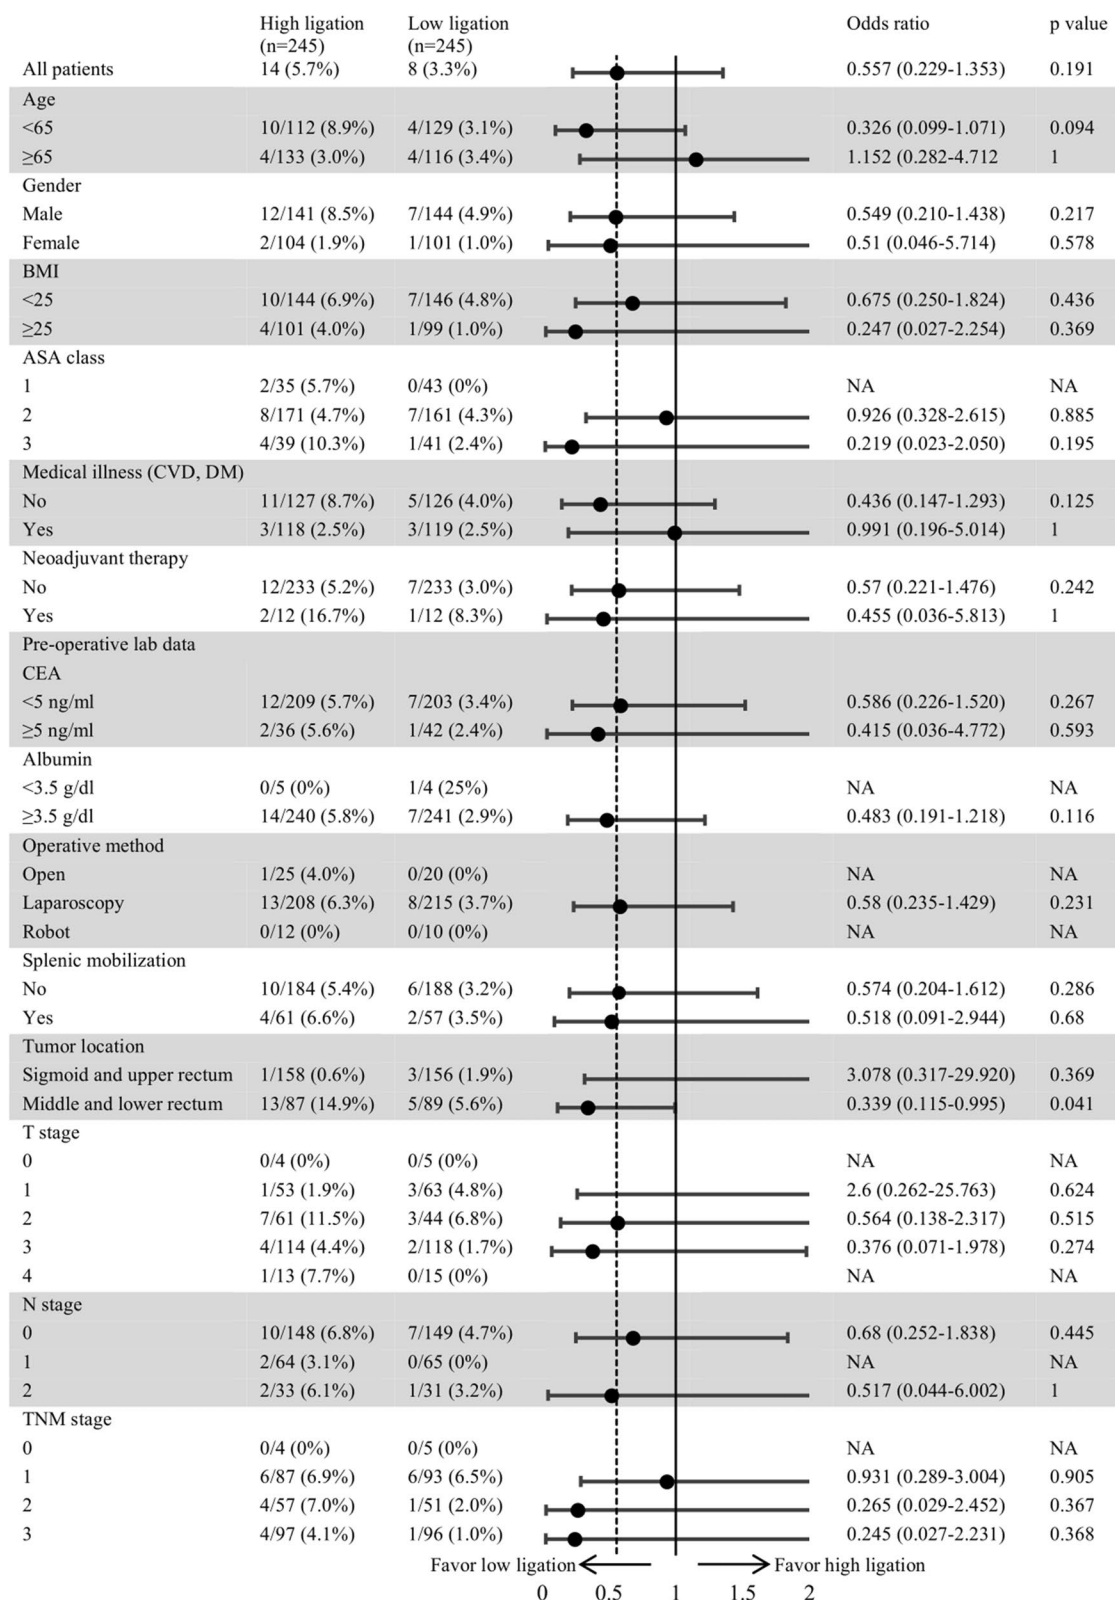 High ligation (n=245) Low ligation (n=245) Odds ratio p value
All patients 14 (5.7%) 8 (3.3%) 0.557 (0.229-1.353) 0.191
Age
<65 10/112 (8.9%) 4/129 (3.1%) 0.326 (0.099-1.071) 0.094
≥65 4/133 (3.0%) 4/116 (3.4%) 1.152 (0.282-4.712 1
Gender
Male 12/141 (8.5%) 7/144 (4.9%) 0.549 (0.210-1.438) 0.217
Female 2/104 (1.9%) 1/101 (1.0%) 0.51 (0.046-5.714) 0.578
BMI
<25 10/144 (6.9%) 7/146 (4.8%) 0.675 (0.250-1.824) 0.436
≥25 4/101 (4.0%) 1/99 (1.0%) 0.247 (0.027-2.254) 0.369
ASA class
1 2/35 (5.7%) 0/43 (0%) NA NA
2 8/171 (4.7%) 7/161 (4.3%) 0.926 (0.328-2.615) 0.885
3 4/39 (10.3%) 1/41 (2.4%) 0.219 (0.023-2.050) 0.195
Medical illness (CVD, DM)
No 11/127 (8.7%) 5/126 (4.0%) 0.436 (0.147-1.293) 0.125
Yes 3/118 (2.5%) 3/119 (2.5%) 0.991 (0.196-5.014) 1
Neoadjuvant therapy
No 12/233 (5.2%) 7/233 (3.0%) 0.57 (0.221-1.476) 0.242
Yes 2/12 (16.7%) 1/12 (8.3%) 0.455 (0.036-5.813) 1
Pre-operative lab data
CEA
<5 ng/ml 12/209 (5.7%) 7/203 (3.4%) 0.586 (0.226-1.520) 0.267
≥5 ng/ml 2/36 (5.6%) 1/42 (2.4%) 0.415 (0.036-4.772) 0.593
Albumin
<3.5 g/dl 0/5 (0%) 1/4 (25%) NA NA
≥3.5 g/dl 14/240 (5.8%) 7/241 (2.9%) 0.483 (0.191-1.218) 0.116
Operative method
Open 1/25 (4.0%) 0/20 (0%) NA NA
Laparoscopy 13/208 (6.3%) 8/215 (3.7%) 0.58 (0.235-1.429) 0.231
Robot 0/12 (0%) 0/10 (0%) NA NA
Splenic mobilization
No 10/184 (5.4%) 6/188 (3.2%) 0.574 (0.204-1.612) 0.286
Yes 4/61 (6.6%) 2/57 (3.5%) 0.518 (0.091-2.944) 0.68
Tumor location
Sigmoid and upper rectum 1/158 (0.6%) 3/156 (1.9%) 3.078 (0.317-29.920) 0.369
Middle and lower rectum 13/87 (14.9%) 5/89 (5.6%) 0.339 (0.115-0.995) 0.041
T stage
0 0/4 (0%) 0/5 (0%) NA NA
1 1/53 (1.9%) 3/63 (4.8%) 2.6 (0.262-25.763) 0.624
2 7/61 (11.5%) 3/44 (6.8%) 0.564 (0.138-2.317) 0.515
3 4/114 (4.4%) 2/118 (1.7%) 0.376 (0.071-1.978) 0.274
4 1/13 (7.7%) 0/15 (0%) NA NA
N stage
0 10/148 (6.8%) 7/149 (4.7%) 0.68 (0.252-1.838) 0.445
1 2/64 (3.1%) 0/65 (0%) NA NA
2 2/33 (6.1%) 1/31 (3.2%) 0.517 (0.044-6.002) 1
TNM stage
0 0/4 (0%) 0/5 (0%) NA NA
1 6/87 (6.9%) 6/93 (6.5%) 0.931 (0.289-3.004) 0.905
2 4/57 (7.0%) 1/51 (2.0%) 0.265 (0.029-2.452) 0.367
3 4/97 (4.1%) 1/96 (1.0%) 0.245 (0.027-2.231) 0.368
Favor low ligation Favor high ligation
0 0.5 1 1.5 2